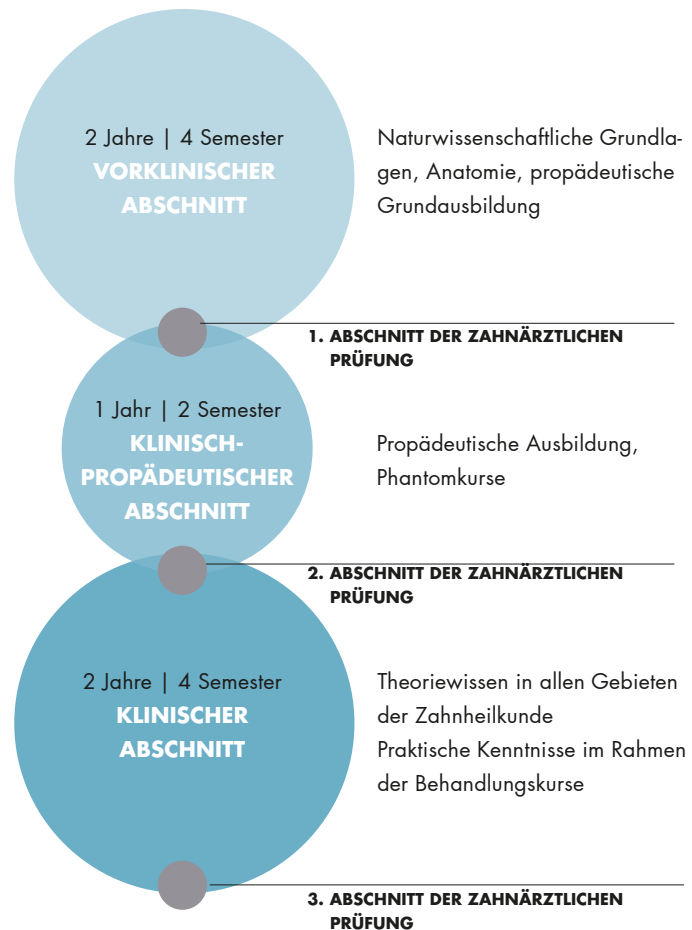 2 Jahre | 4 Semester
VORKLINISCHER
ABSCHNITT
Naturwissenschaftliche Grundla-
gen, Anatomie, propädeutische
Grundausbildung
1. ABSCHNITT DER ZAHNÄRZTLICHEN
PRÜFUNG
1 Jahr | 2 Semester
KLINISCH-
PROPÄDEUTISCHER
ABSCHNITT
Propädeutische Ausbildung,
Phantomkurse
2. ABSCHNITT DER ZAHNÄRZTLICHEN
PRÜFUNG
2 Jahre | 4 Semester
KLINISCHER
ABSCHNITT
Theoriewissen in allen Gebieten
der Zahnheilkunde
Praktische Kenntnisse im Rahmen
der Behandlungskurse
3. ABSCHNITT DER ZAHNÄRZTLICHEN
PRÜFUNG